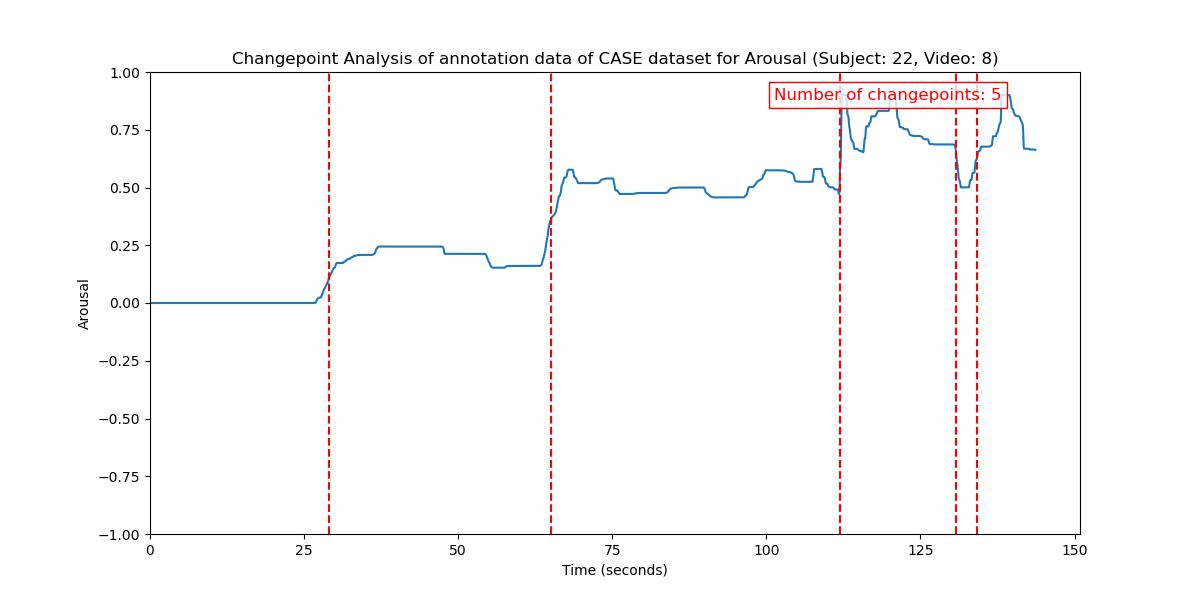 Changepoint Analysis of annotation data of CASE dataset for Arousal (Subject: 22, Video: 8)
Number of changepoints: 5
1.00
0.75
0.50
0.25
0.00
−0.25
−0.50
−0.75
−1.00
Arousal
0 25 50 75 100 125 150
Time (seconds)